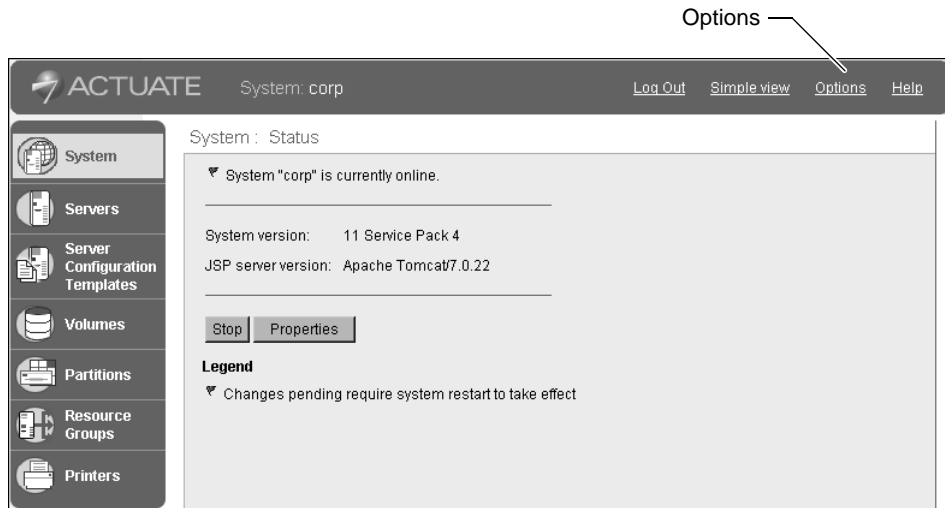 Options
ACTUATE
System: corp
Log Out Simple view Options Help
System
Servers
Server
Configuration
Templates
Volumes
Partitions
Resource
Groups
Printers
System : Status
System "corp" is currently online.
System version: 11 Service Pack 4
JSP server version: Apache Tomcat/7.0.22
Stop Properties
Legend
Changes pending require system restart to take effect